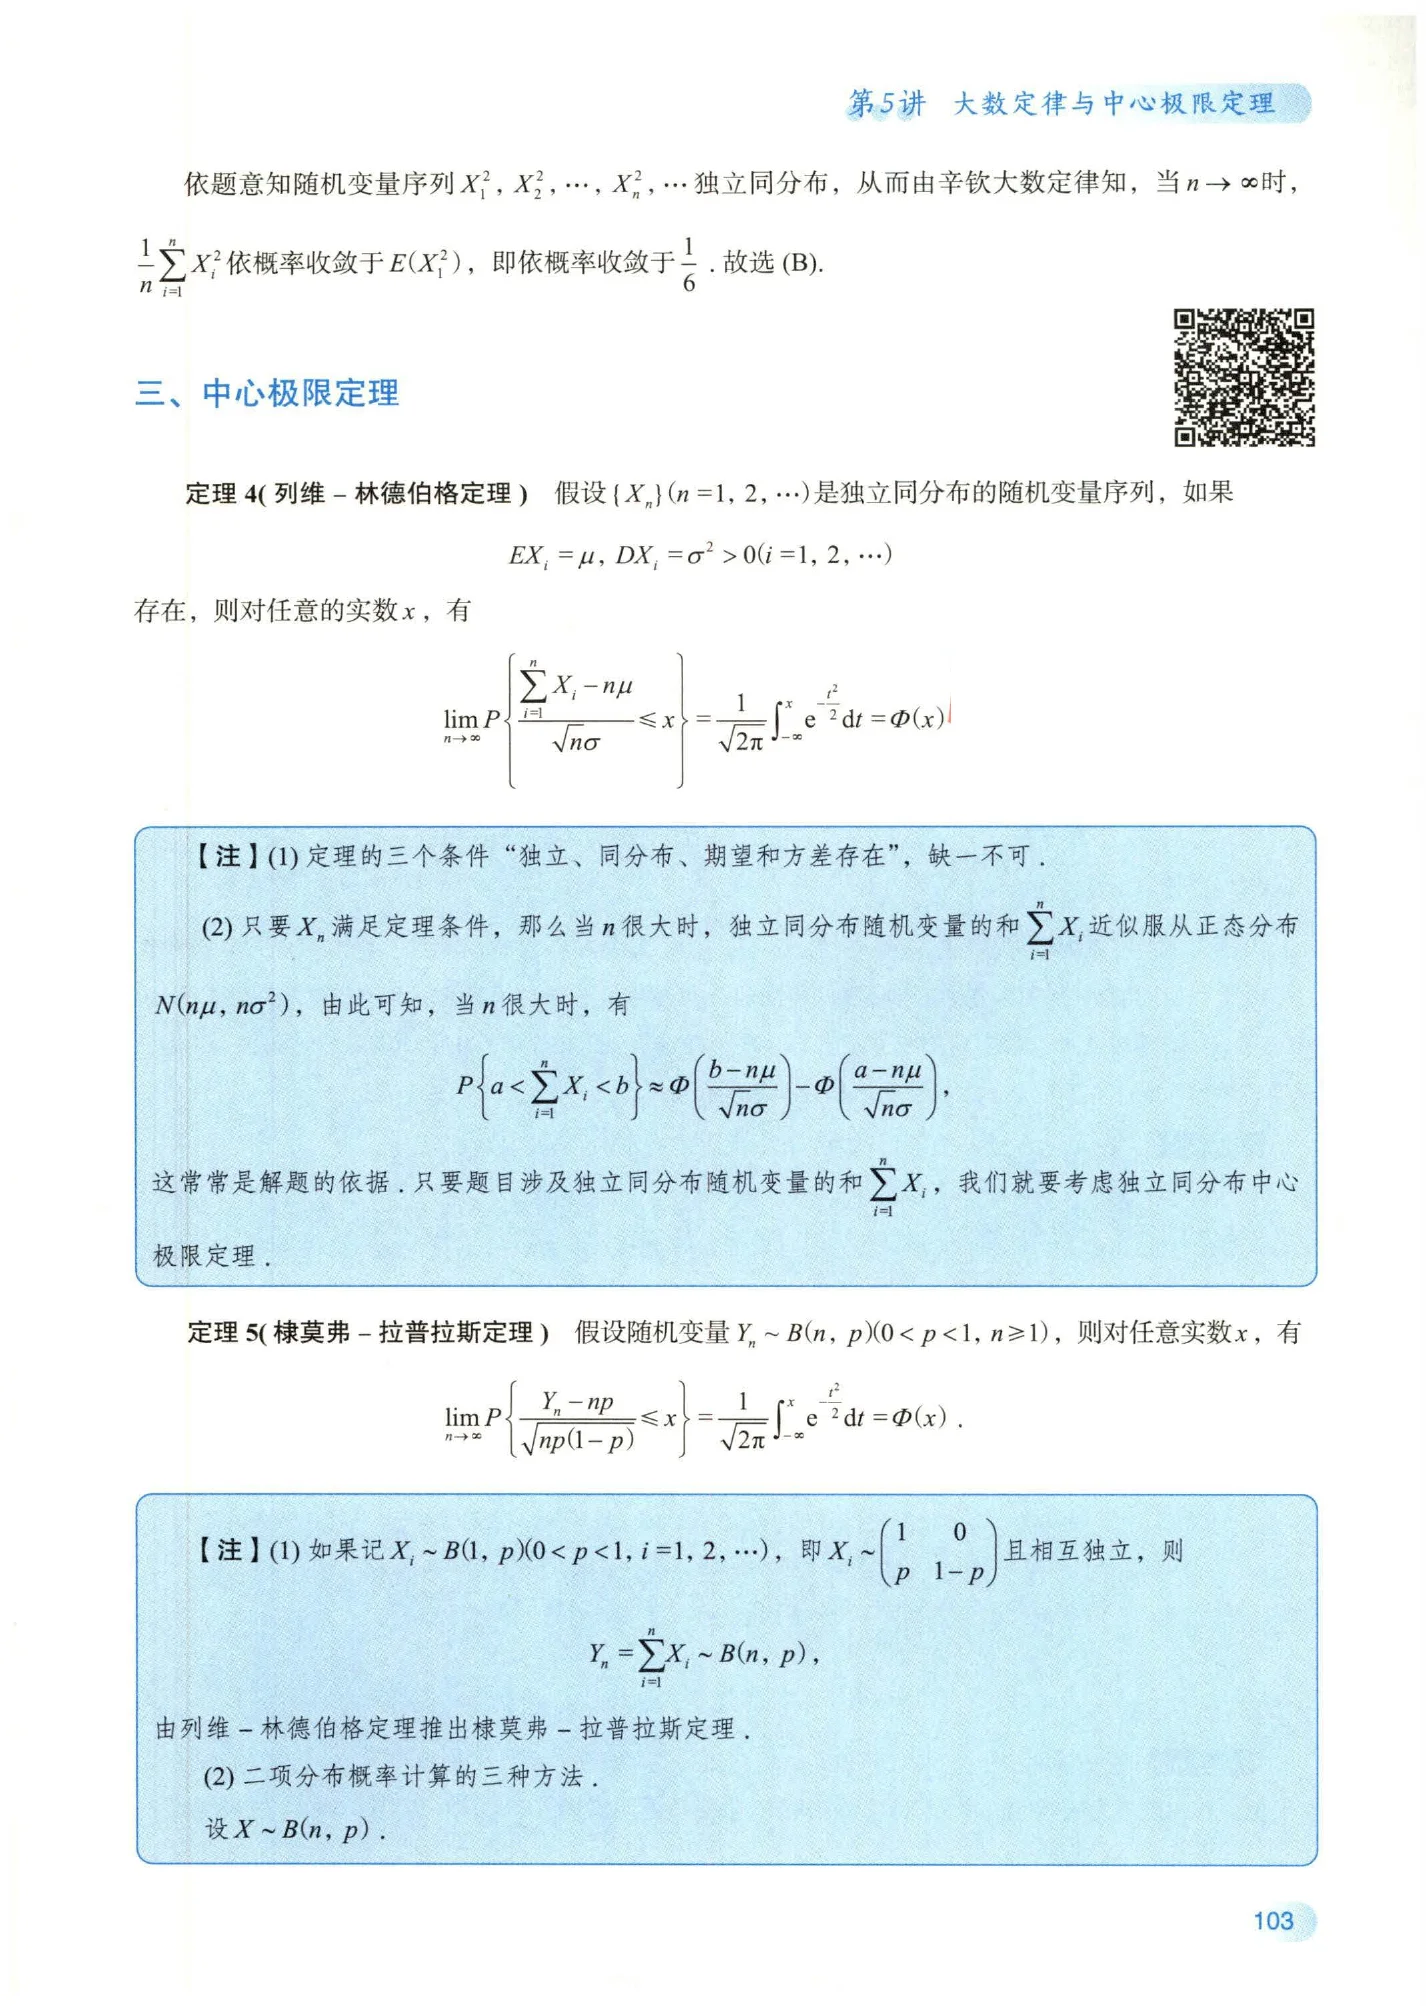 第5讲 大数定律与中心极限定理
依题意知随机变量序列 $X_1^2, X_2^2, \cdots, X_n^2, \cdots$ 独立同分布，从而由辛钦大数定律知，当 $n \to \infty$ 时，
$\frac{1}{n}\sum_{i=1}^{n} X_i^2$ 依概率收敛于 $E(X_1^2)$，即依概率收敛于 $\frac{1}{6}$ . 故选 (B).
三、中心极限定理
定理 4( 列维 – 林德伯格定理 ) 假设 $\{X_n\}(n=1, 2, \cdots)$ 是独立同分布的随机变量序列，如果
$EX_i = \mu, DX_i = \sigma^2 > 0(i=1, 2, \cdots)$
存在，则对任意的实数 $x$，有
$\lim_{n\to\infty} P\left\{\frac{\sum_{i=1}^{n} X_i - n\mu}{\sqrt{n}\sigma} \leqslant x\right\} = \frac{1}{\sqrt{2\pi}}\int_{-\infty}^{x} e^{-\frac{t^2}{2}} dt = \Phi(x)$
【注】(1) 定理的三个条件“独立、同分布、期望和方差存在”，缺一不可 .
(2) 只要 $X_n$ 满足定理条件，那么当 $n$ 很大时，独立同分布随机变量的和 $\sum_{i=1}^{n} X_i$ 近似服从正态分布
$N(n\mu, n\sigma^2)$，由此可知，当 $n$ 很大时，有
$P\left\{a < \sum_{i=1}^{n} X_i < b\right\} \approx \Phi\left(\frac{b-n\mu}{\sqrt{n}\sigma}\right) - \Phi\left(\frac{a-n\mu}{\sqrt{n}\sigma}\right),$
这常常是解题的依据 . 只要题目涉及独立同分布随机变量的和 $\sum_{i=1}^{n} X_i$，我们就要考虑独立同分布中心
极限定理 .
定理 5( 棣莫弗 – 拉普拉斯定理 ) 假设随机变量 $Y_n \sim B(n, p)(0<p<1, n\geqslant 1)$，则对任意实数 $x$，有
$\lim_{n\to\infty} P\left\{\frac{Y_n - np}{\sqrt{np(1-p)}} \leqslant x\right\} = \frac{1}{\sqrt{2\pi}}\int_{-\infty}^{x} e^{-\frac{t^2}{2}} dt = \Phi(x) .$
【注】(1) 如果记 $X_i \sim B(1, p)(0<p<1, i=1, 2, \cdots)$，即 $X_i \sim \begin{pmatrix} 1 & 0 \\ p & 1-p \end{pmatrix}$ 且相互独立，则
$Y_n = \sum_{i=1}^{n} X_i \sim B(n, p),$
由列维 – 林德伯格定理推出棣莫弗 – 拉普拉斯定理 .
(2) 二项分布概率计算的三种方法 .
设 $X \sim B(n, p)$ .
103